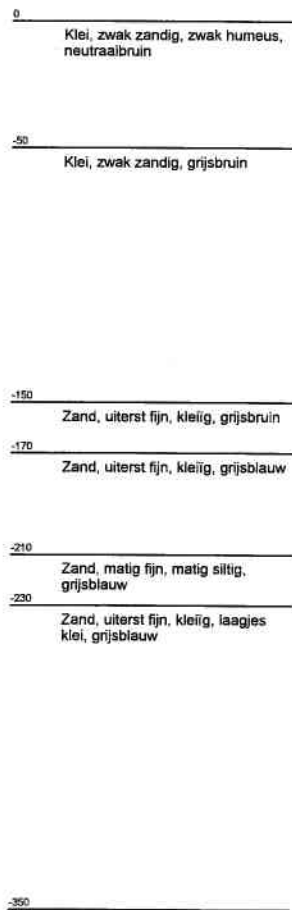 0
Klei, zwak zandig, zwak humeus,
neutraalbruin
-50
Klei, zwak zandig, grijsbruin
-150
Zand, uiterst fijn, kleiïg, grijsbruin
-170
Zand, uiterst fijn, kleiïg, grijsblauw
-210
Zand, matig fijn, matig siltig,
grijsblauw
-230
Zand, uiterst fijn, kleiïg, laagjes
klei, grijsblauw
-350